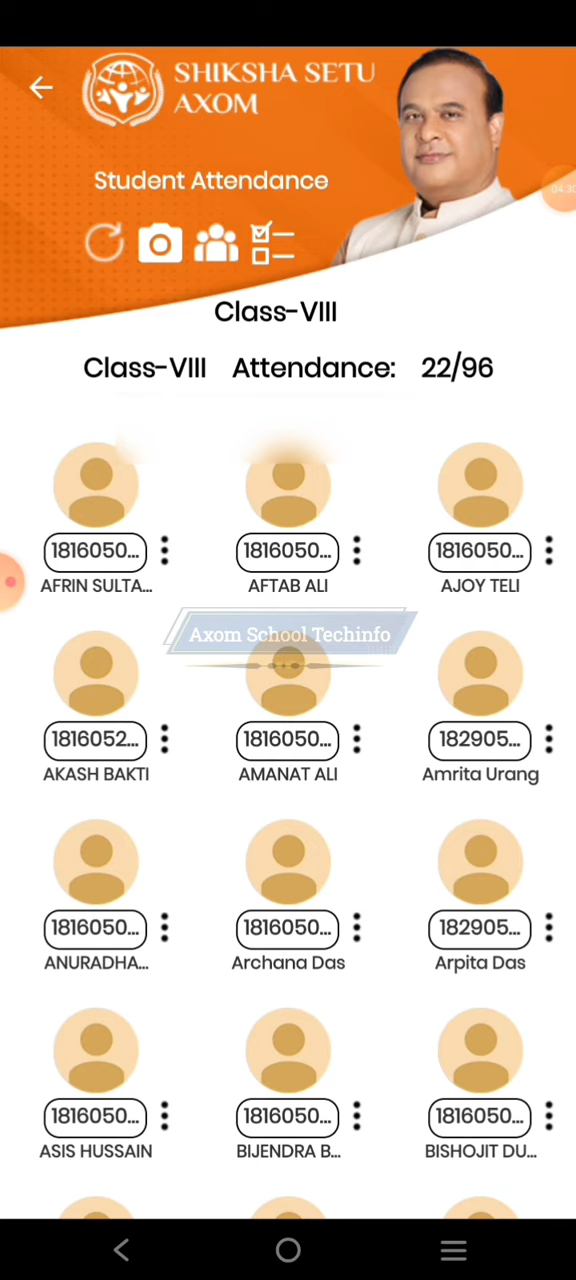 SHIKSHA SETU
AXOM
04:30
Student Attendance
Class-VIII
Class-VIII Attendance: 22/96
1816050... 1816050... 1816050...
AFRIN SULTA... AFTAB ALI AJOY TELI
Axom School Techinfo
1816052... 1816050... 182905...
AKASH BAKTI AMANAT ALI Amrita Urang
1816050... 1816050... 182905...
ANURADHA... Archana Das Arpita Das
1816050... 1816050... 1816050...
ASIS HUSSAIN BIJENDRA B... BISHOJIT DU...